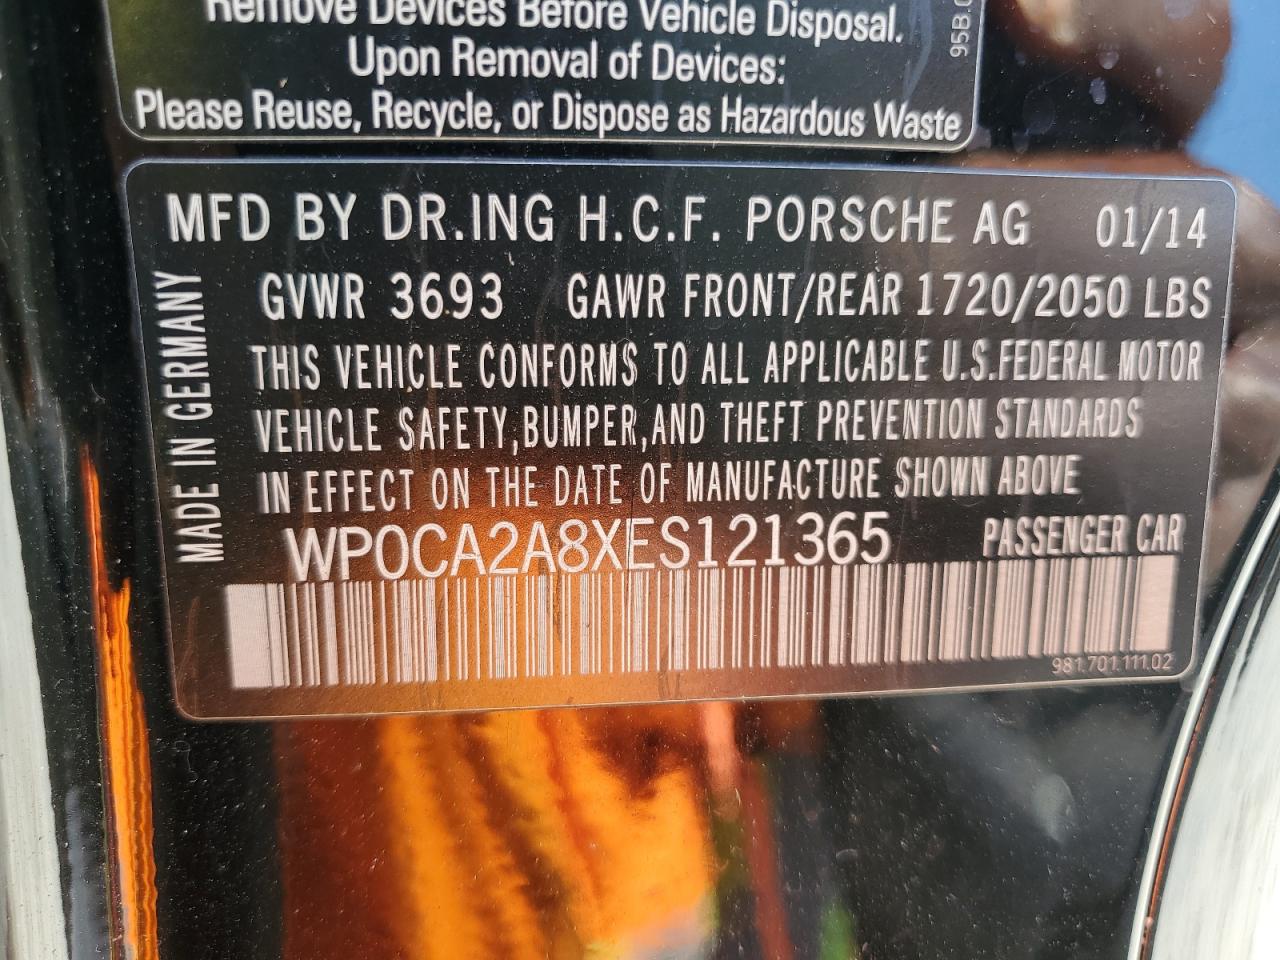 Remove Devices Before Vehicle Disposal.
Upon Removal of Devices:
Please Reuse, Recycle, or Dispose as Hazardous Waste
MFD BY DR.ING H.C.F. PORSCHE AG 01/14
GVWR 3693 GAWR FRONT/REAR 1720/2050 LBS
THIS VEHICLE CONFORMS TO ALL APPLICABLE U.S.FEDERAL MOTOR
VEHICLE SAFETY,BUMPER,AND THEFT PREVENTION STANDARDS
IN EFFECT ON THE DATE OF MANUFACTURE SHOWN ABOVE
WP0CA2A8XES121365 PASSENGER CAR
981.701.111.02
MADE IN GERMANY